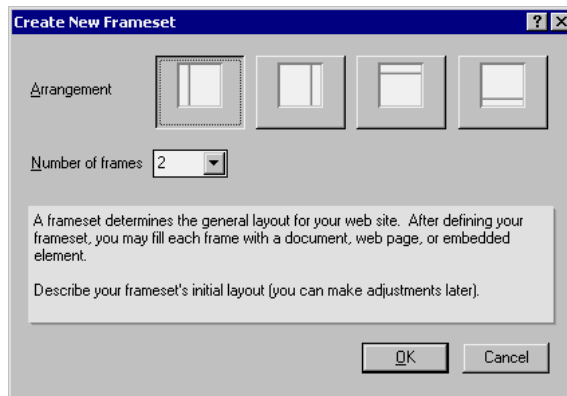 Create New Frameset
Arrangement
Number of frames 2
A frameset determines the general layout for your web site. After defining your
frameset, you may fill each frame with a document, web page, or embedded
element.
Describe your frameset's initial layout (you can make adjustments later).
OK Cancel